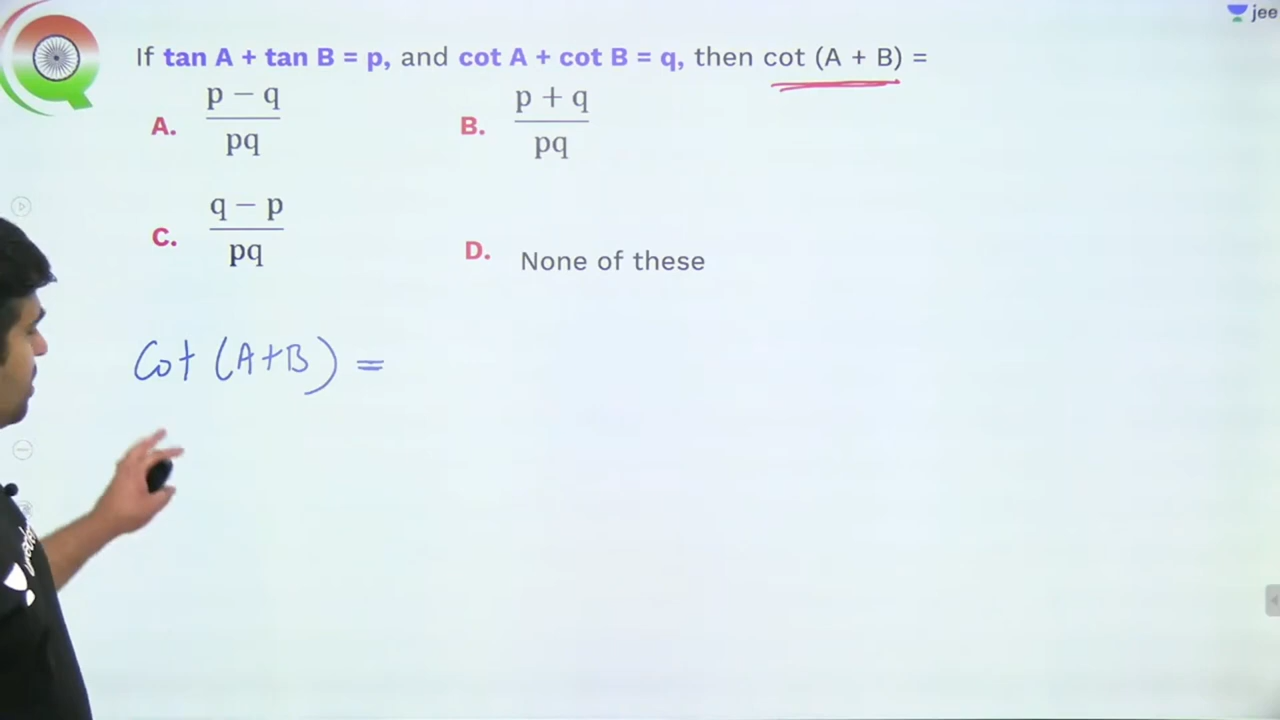 jee
If tan A + tan B = p, and cot A + cot B = q, then cot (A + B) =
A. p − q / pq
B. p + q / pq
C. q − p / pq
D. None of these
Cot (A+B) =